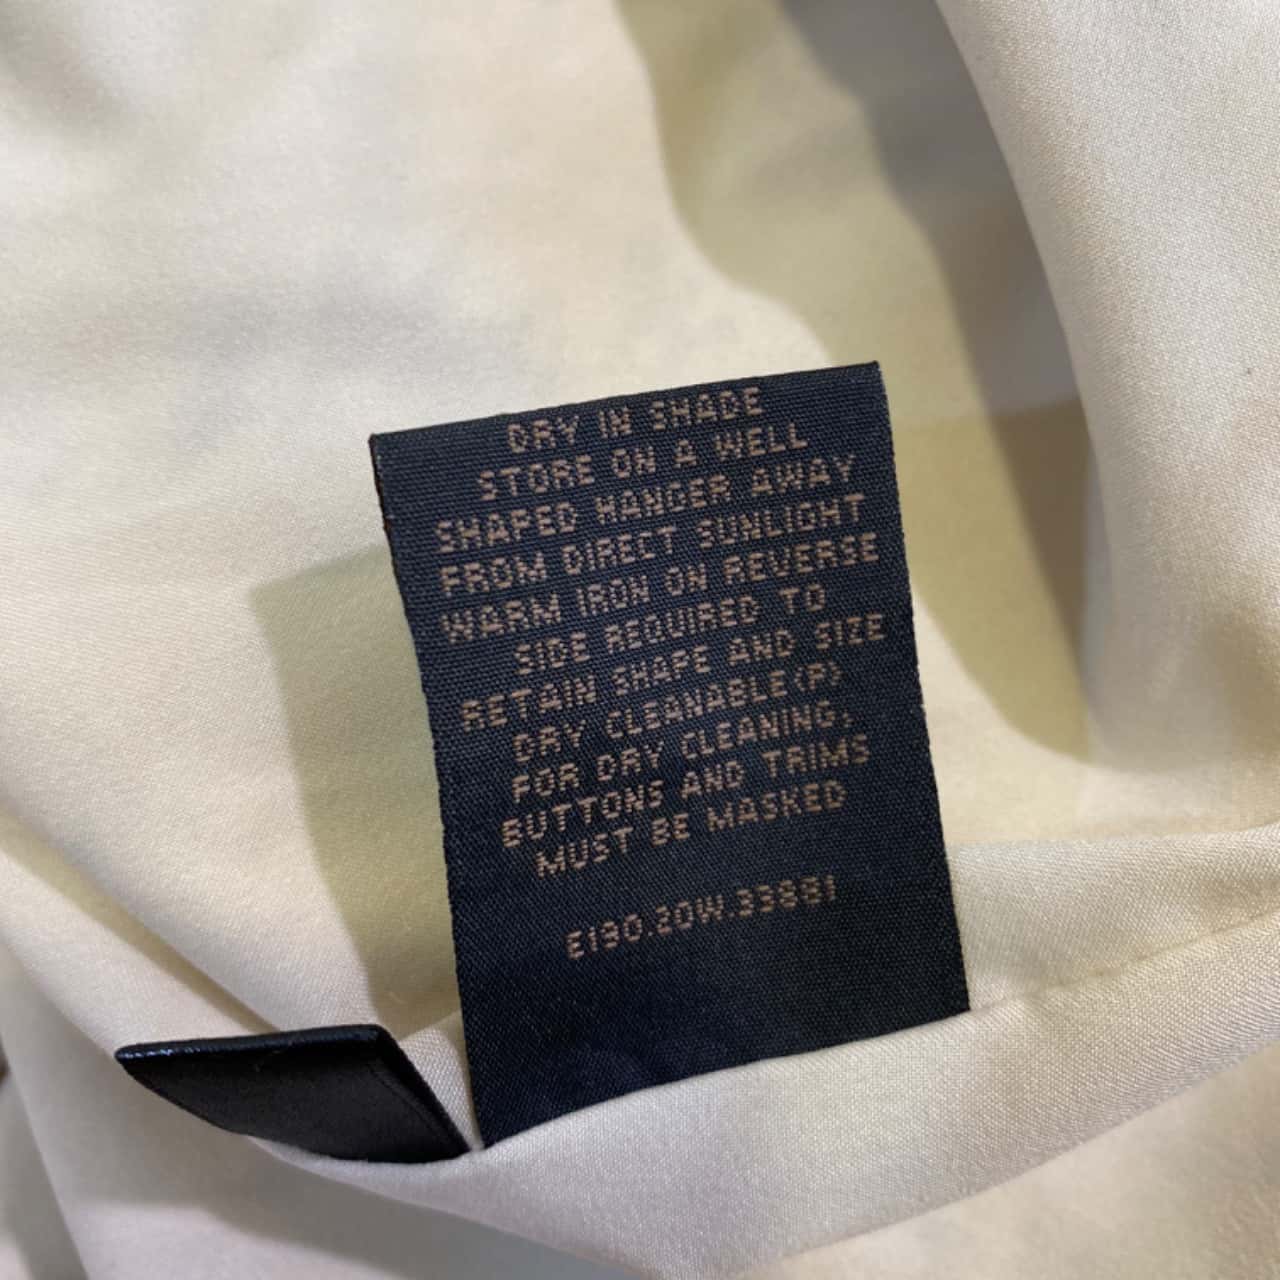 DRY IN SHADE
STORE ON A WELL
SHAPED HANGER AWAY
FROM DIRECT SUNLIGHT
WARM IRON ON REVERSE
SIDE REQUIRED TO
RETAIN SHAPE AND SIZE
DRY CLEANABLE(P)
FOR DRY CLEANING,
BUTTONS AND TRIMS
MUST BE MASKED
E190.20W.33881